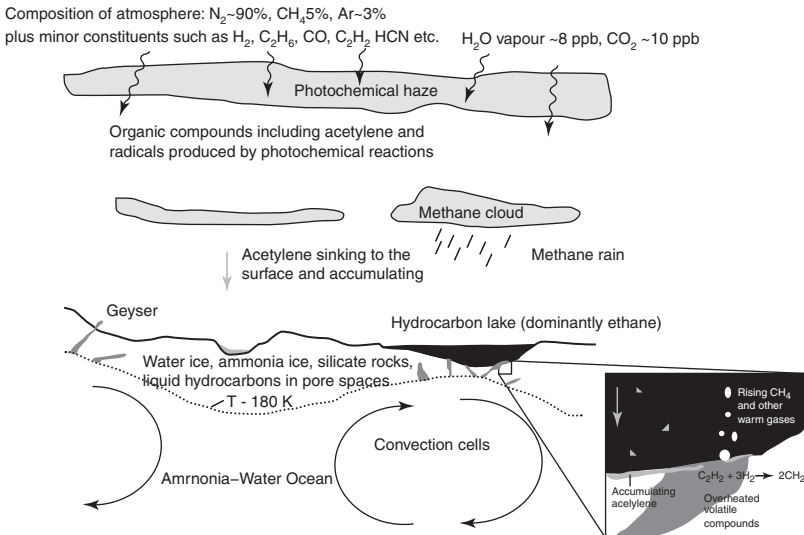 Composition of atmosphere: N₂~90%, CH₄5%, Ar~3%
plus minor constituents such as H₂, C₂H₆, CO, C₂H₂ HCN etc.
H₂O vapour ~8 ppb, CO₂ ~10 ppb
Photochemical haze
Organic compounds including acetylene and
radicals produced by photochemical reactions
Methane cloud
Acetylene sinking to the
surface and accumulating
Methane rain
Geyser
Hydrocarbon lake (dominantly ethane)
Water ice, ammonia ice, silicate rocks,
liquid hydrocarbons in pore spaces
T - 180 K
Convection cells
Amrnonia–Water Ocean
Rising CH₄
and other
warm gases
C₂H₂ + 3H₂ → 2CH₂
Accumulating
acelylene
Overheated
volatile
compounds